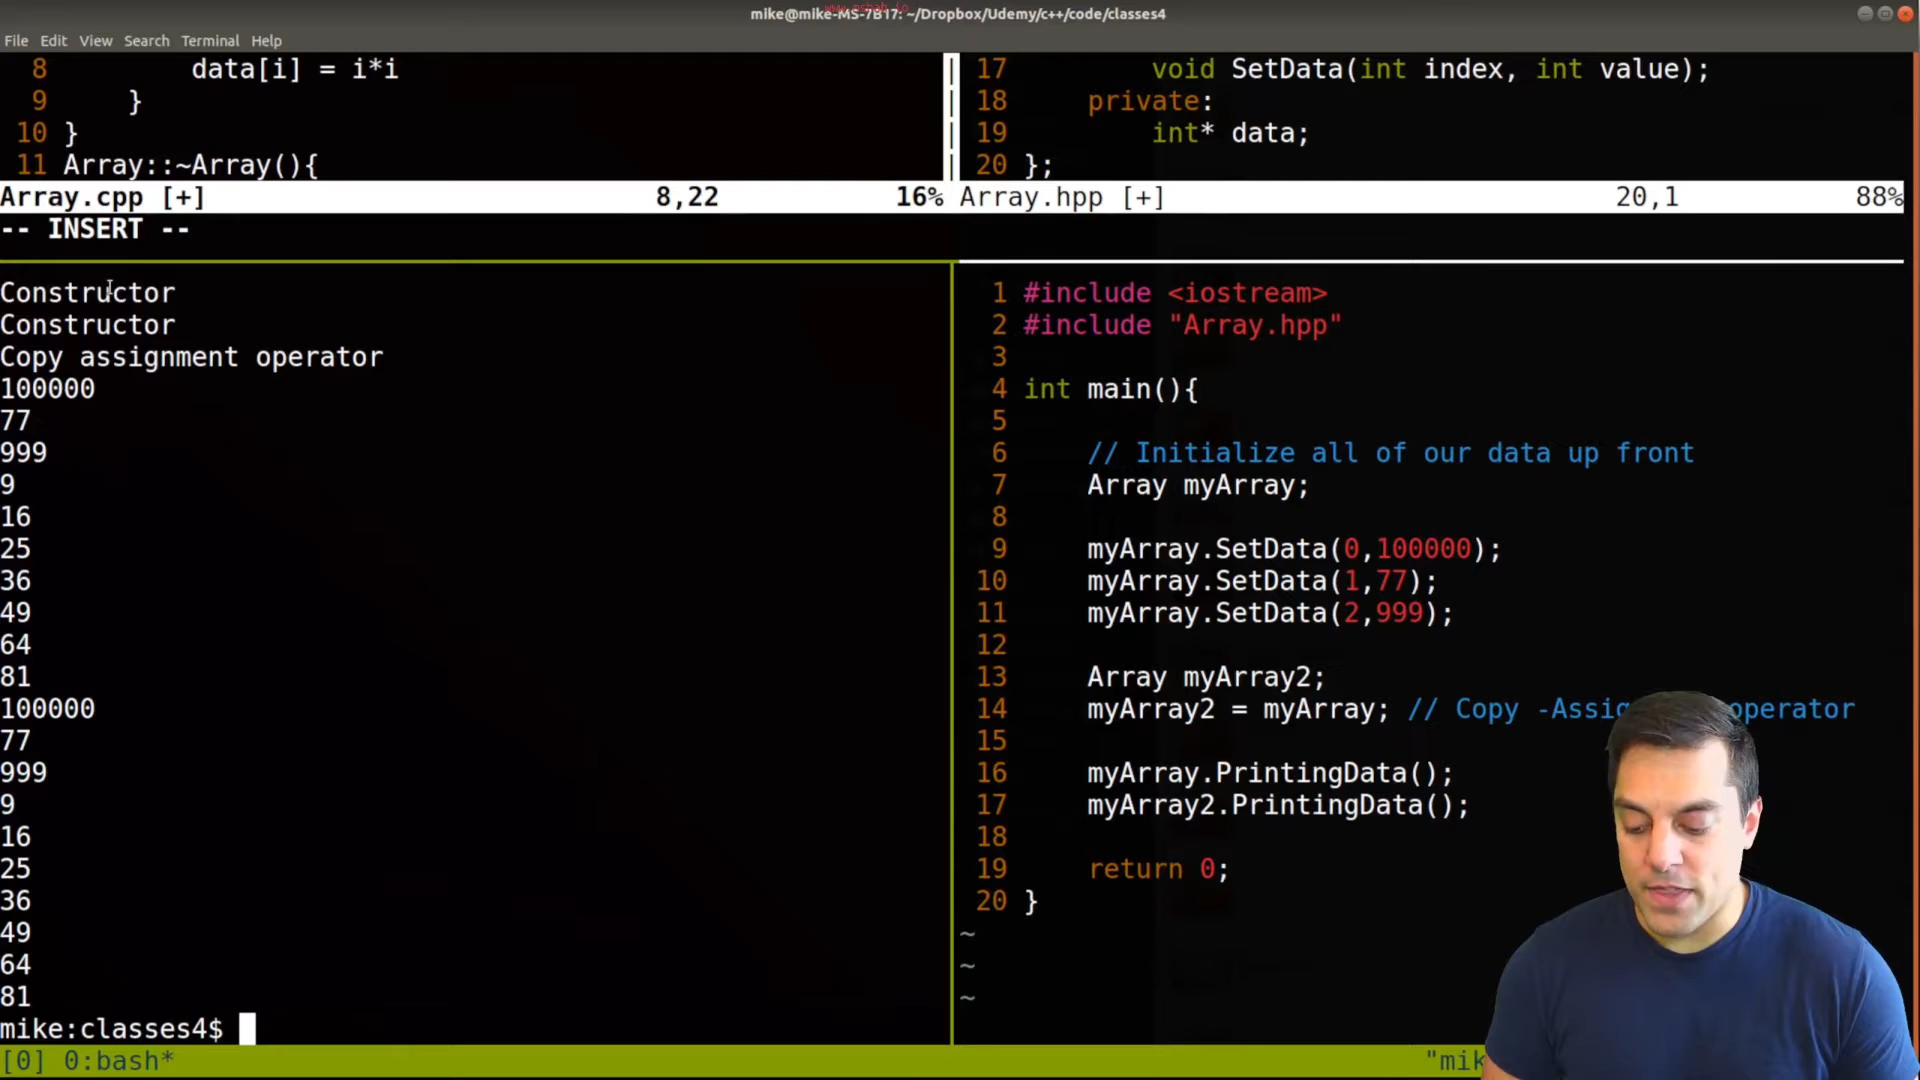 www.mshab.io
mike@mike-MS-7B17: ~/Dropbox/Udemy/c++/code/classes4
File Edit View Search Terminal Help
8 data[i] = i*i
9 }
10 }
11 Array::~Array(){
Array.cpp [+] 8,22 16%
-- INSERT --
17 void SetData(int index, int value);
18 private:
19 int* data;
20 };
Array.hpp [+] 20,1 88%
Constructor
Constructor
Copy assignment operator
100000
77
999
9
16
25
36
49
64
81
100000
77
999
9
16
25
36
49
64
81
mike:classes4$
1 #include <iostream>
2 #include "Array.hpp"
3
4 int main(){
5
6 // Initialize all of our data up front
7 Array myArray;
8
9 myArray.SetData(0,100000);
10 myArray.SetData(1,77);
11 myArray.SetData(2,999);
12
13 Array myArray2;
14 myArray2 = myArray; // Copy -Assig operator
15
16 myArray.PrintingData();
17 myArray2.PrintingData();
18
19 return 0;
20 }
~
~
~
[0] 0:bash* "mik